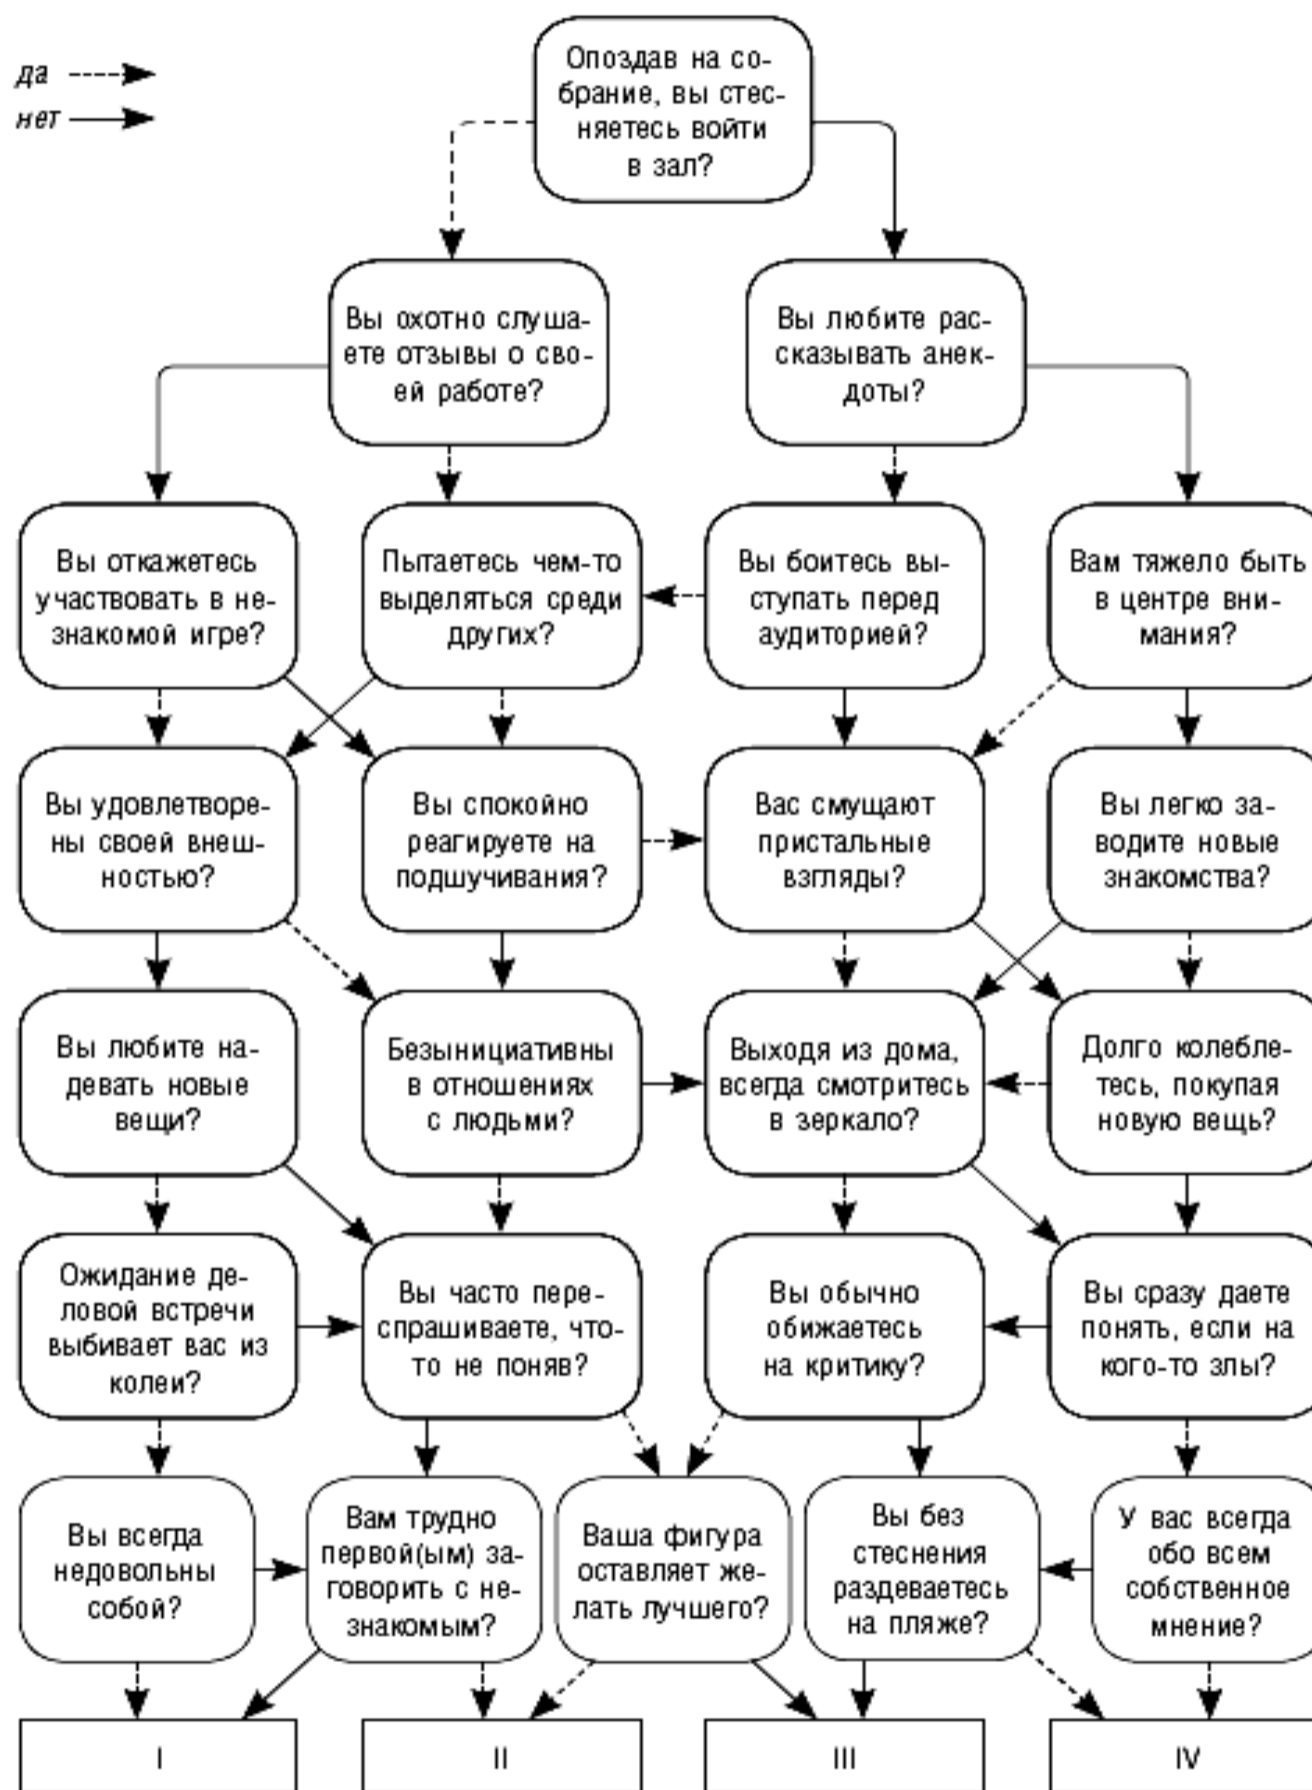 да
нет
Опоздав на со-
брание, вы стес-
няетесь войти
в зал?
Вы охотно слуша-
ете отзывы о сво-
ей работе?
Вы любите рас-
сказывать анек-
доты?
Вы откажетесь
участвовать в не-
знакомой игре?
Пытаетесь чем-то
выделяться среди
других?
Вы боитесь вы-
ступать перед
аудиторией?
Вам тяжело быть
в центре вни-
мания?
Вы удовлетворе-
ны своей внеш-
ностью?
Вы спокойно
реагируете на
подшучивания?
Вас смущают
пристальные
взгляды?
Вы легко за-
водите новые
знакомства?
Вы любите на-
девать новые
вещи?
Безынициативны
в отношениях
с людьми?
Выходя из дома,
всегда смотритесь
в зеркало?
Долго колебле-
тесь, покупая
новую вещь?
Ожидание де-
ловой встречи
выбивает вас из
колеи?
Вы часто пере-
спрашиваете, что-
то не поняв?
Вы обычно
обижаетесь
на критику?
Вы сразу даете
понять, если на
кого-то злы?
Вы всегда
недовольны
собой?
Вам трудно
первой(ым) за-
говорить с не-
знакомым?
Ваша фигура
оставляет же-
лать лучшего?
Вы без
стеснения
раздеваетесь
на пляже?
У вас всегда
обо всем
собственное
мнение?
I
II
III
IV